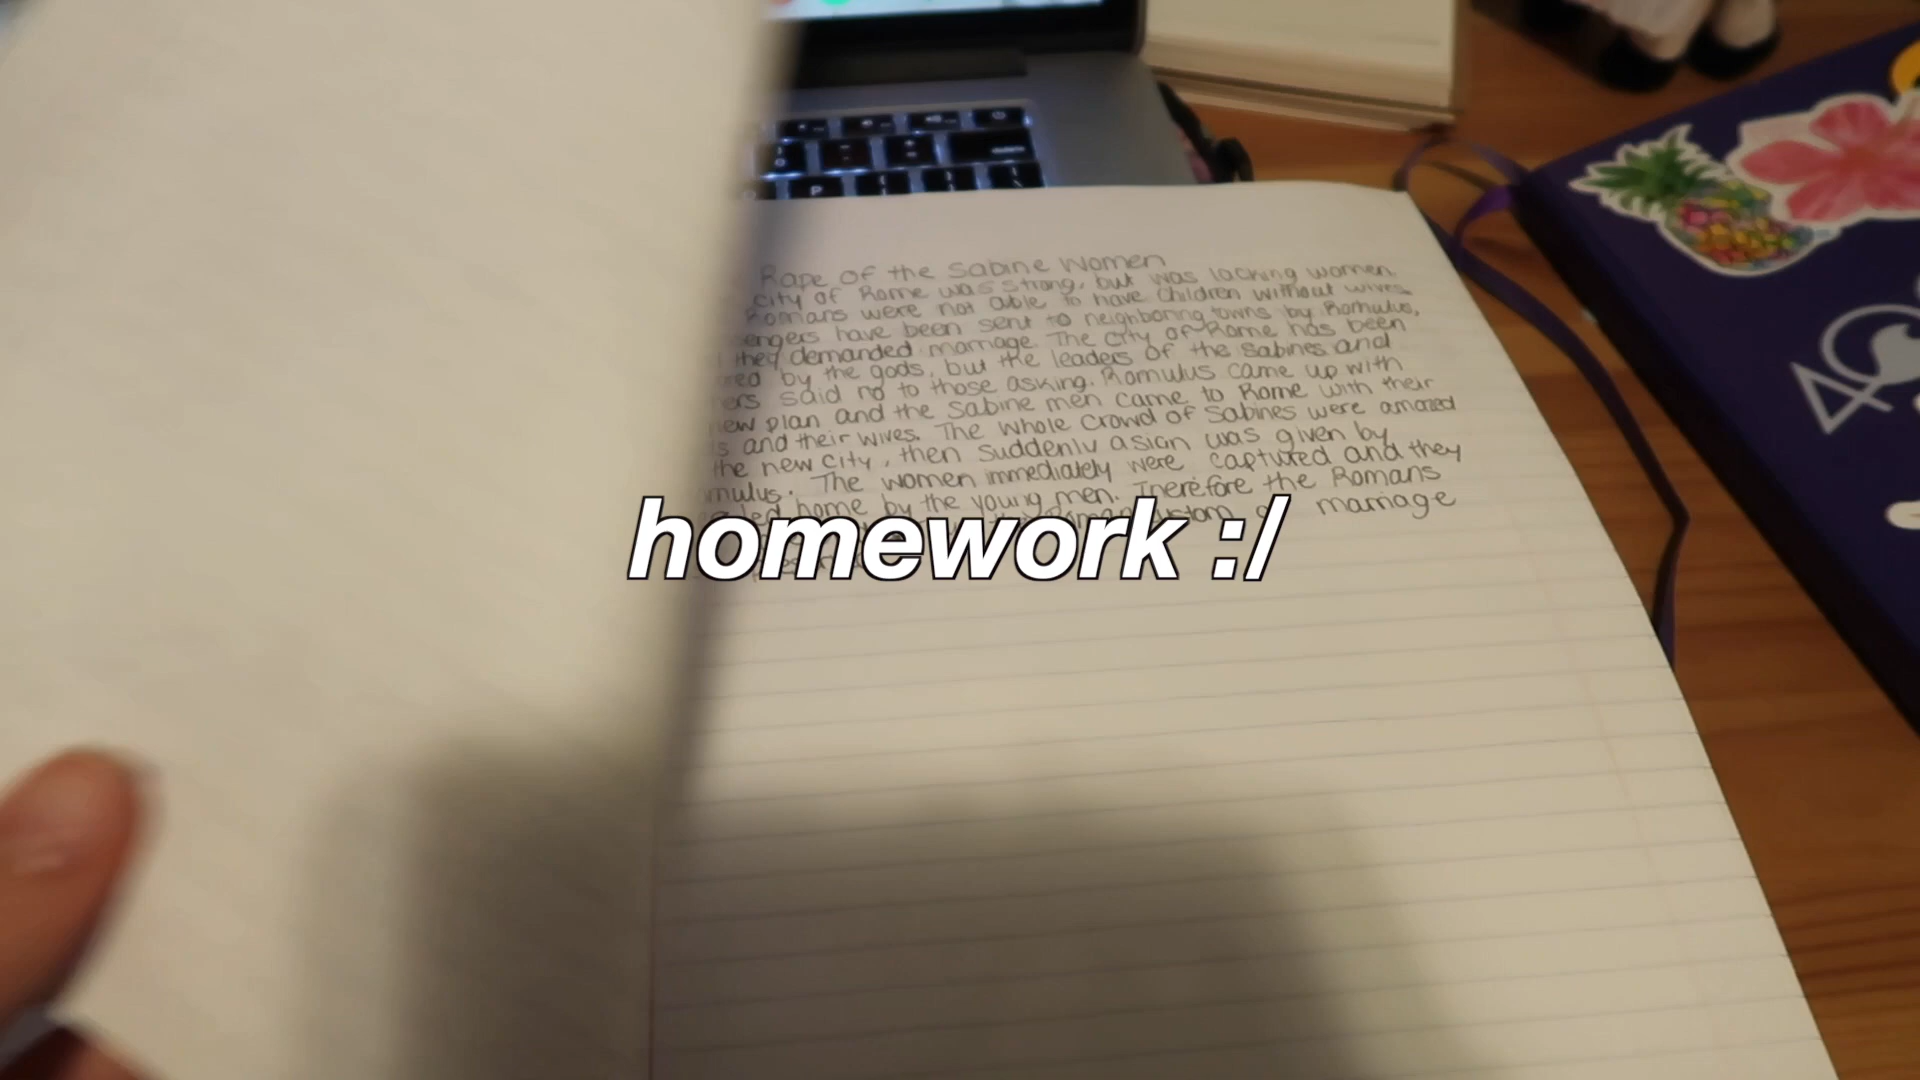 Rape of the Sabine Women
city of Rome was strong, but was lacking women.
Romans were not able to have children without wives.
engers have been sent to neighboring towns by Romulus,
they demanded marriage. The city of Rome has been
red by the gods, but the leaders of the Sabines and
ers said no to those asking. Romulus came up with
new plan and the Sabine men came to Rome with their
s and their wives. The whole crowd of Sabines were amazed
the new city, then suddenly a sign was given by
mulus. The women immediately were captured and they
led home by the young men. Therefore the Romans
marriage
homework :/
P